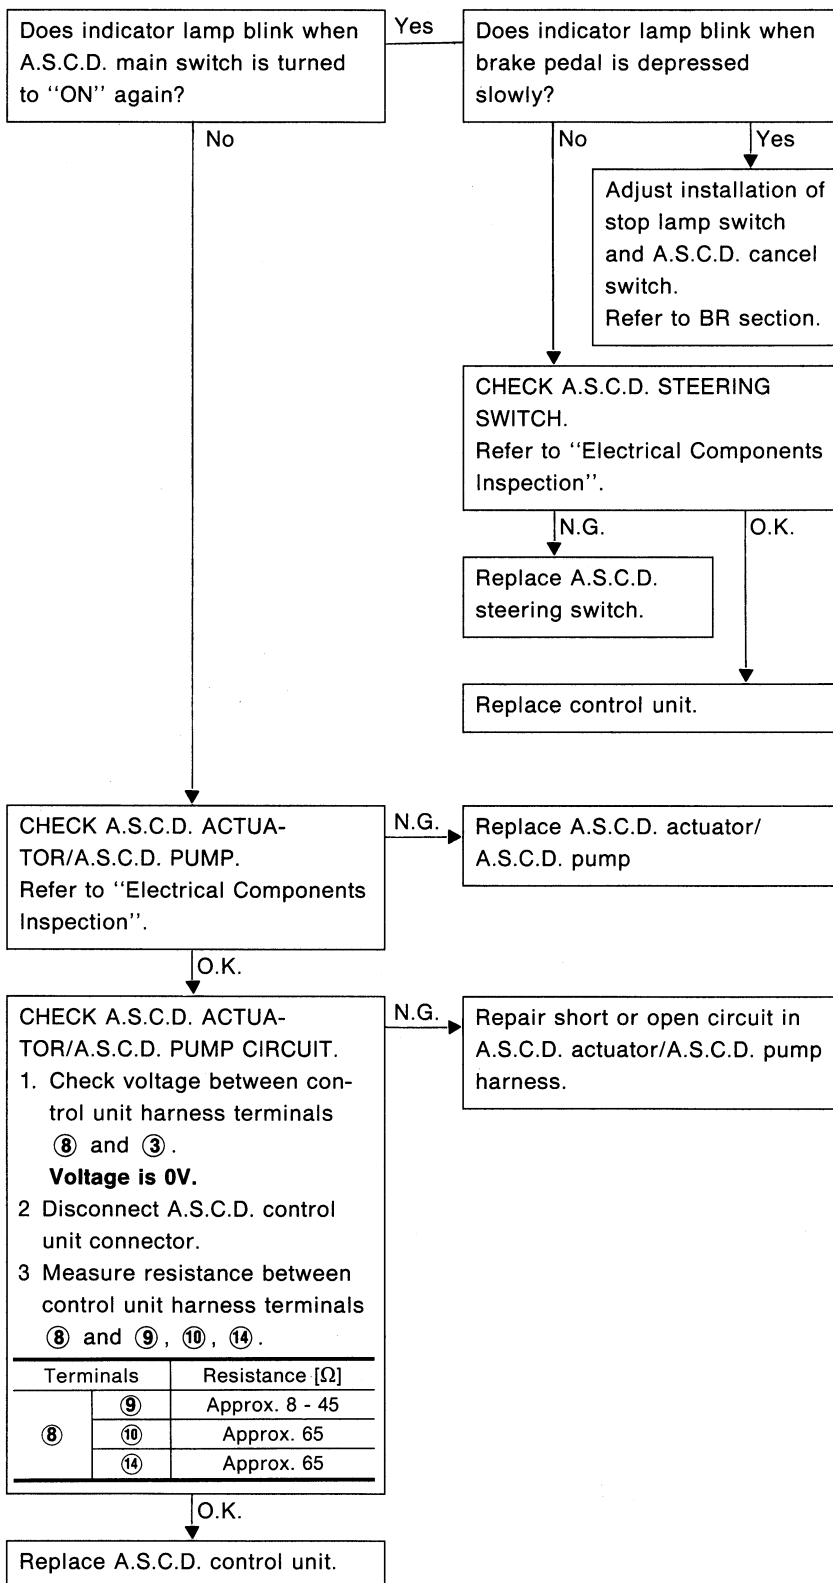 Does indicator lamp blink when
A.S.C.D. main switch is turned
to “ON” again?
Yes
Does indicator lamp blink when
brake pedal is depressed
slowly?
No
No
Yes
Adjust installation of
stop lamp switch
and A.S.C.D. cancel
switch.
Refer to BR section.
CHECK A.S.C.D. STEERING
SWITCH.
Refer to “Electrical Components
Inspection”.
N.G.
O.K.
Replace A.S.C.D.
steering switch.
Replace control unit.
CHECK A.S.C.D. ACTUA-
TOR/A.S.C.D. PUMP.
Refer to “Electrical Components
Inspection”.
N.G.
Replace A.S.C.D. actuator/
A.S.C.D. pump
O.K.
CHECK A.S.C.D. ACTUA-
TOR/A.S.C.D. PUMP CIRCUIT.
1. Check voltage between con-
trol unit harness terminals
⑧ and ③.
Voltage is 0V.
2 Disconnect A.S.C.D. control
unit connector.
3 Measure resistance between
control unit harness terminals
⑧ and ⑨, ⑩, ⑭.
Terminals Resistance [Ω]
⑧ ⑨ Approx. 8 - 45
⑩ Approx. 65
⑭ Approx. 65
N.G.
Repair short or open circuit in
A.S.C.D. actuator/A.S.C.D. pump
harness.
O.K.
Replace A.S.C.D. control unit.